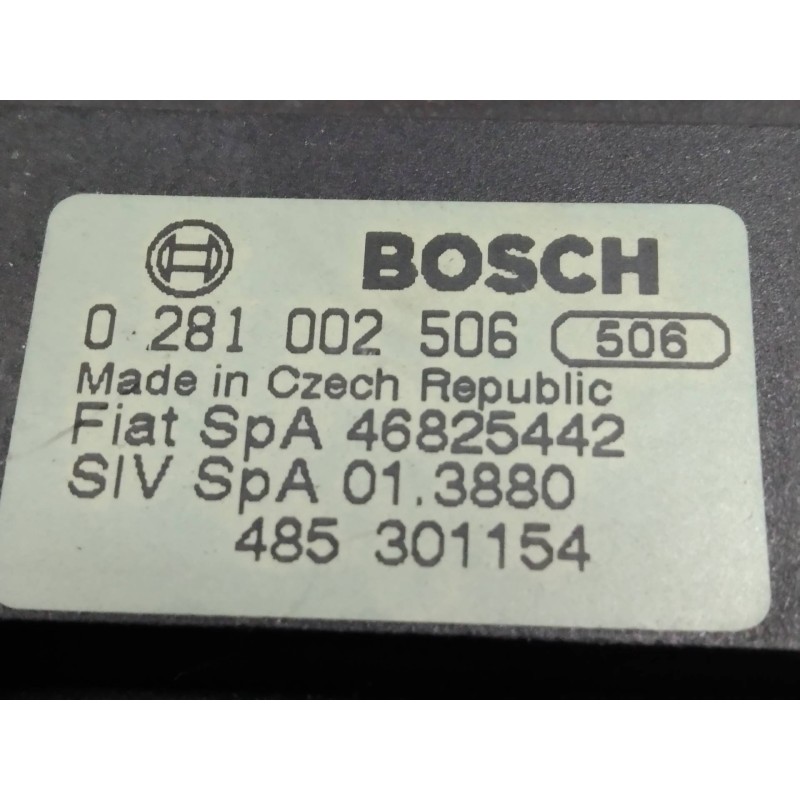 BOSCH
0 281 002 506 506
Made in Czech Republic
Fiat SpA 46825442
SIV SpA 01.3880
485 301154